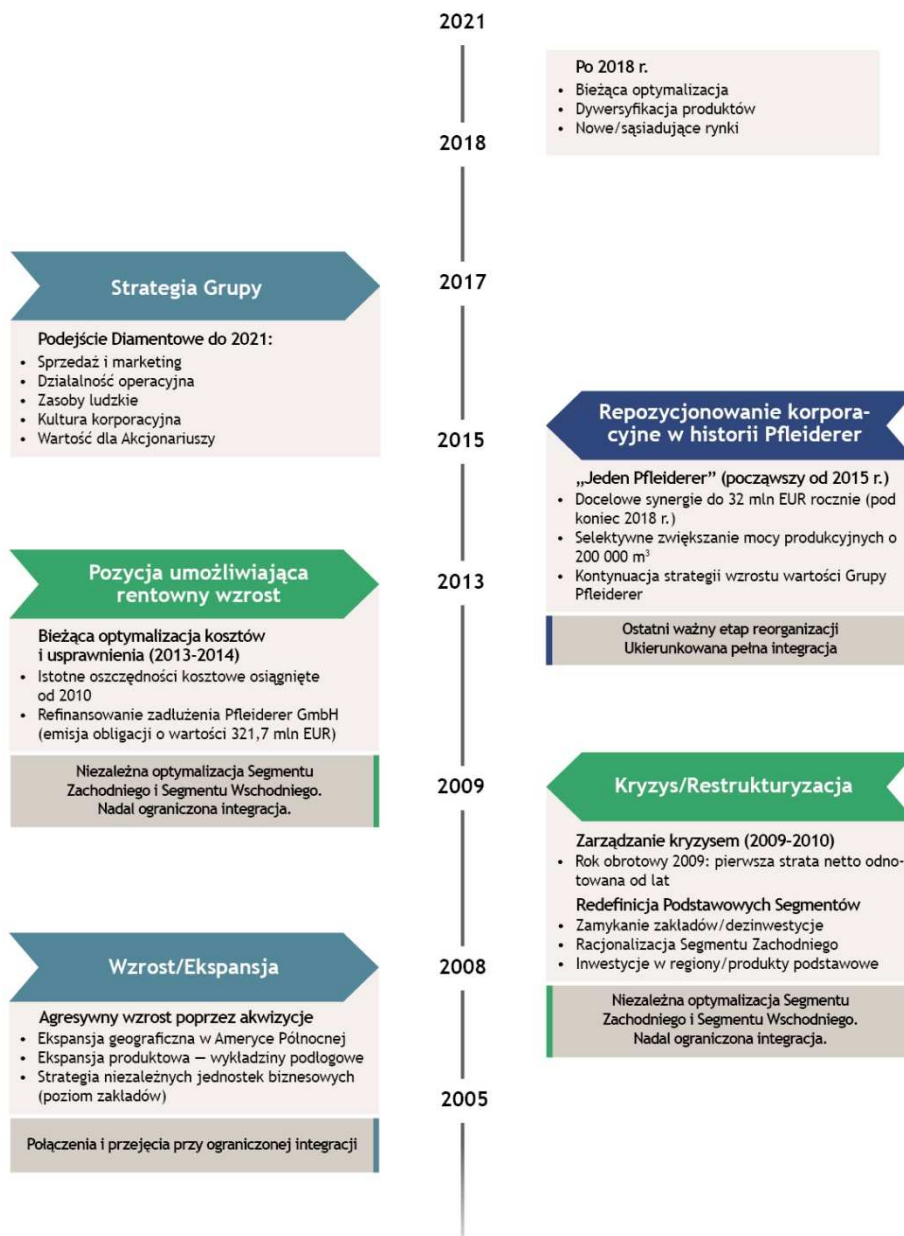 2021
Po 2018 r.
• Bieżąca optymalizacja
• Dywersyfikacja produktów
• Nowe/sąsiadujące rynki
2018
2017
Strategia Grupy
Podejście Diamentowe do 2021:
• Sprzedaż i marketing
• Działalność operacyjna
• Zasoby ludzkie
• Kultura korporacyjna
• Wartość dla Akcjonariuszy
2015
Repozycjonowanie korpora-
cyjne w historii Pfleiderer
„Jeden Pfleiderer” (począwszy od 2015 r.)
• Docelowe synergie do 32 mln EUR rocznie (pod
koniec 2018 r.)
• Selektywne zwiększanie mocy produkcyjnych o
200 000 m³
• Kontynuacja strategii wzrostu wartości Grupy
Pfleiderer
Ostatni ważny etap reorganizacji
Ukierunkowana pełna integracja
2013
Pozycja umożliwiająca
rentowny wzrost
Bieżąca optymalizacja kosztów
i usprawnienia (2013-2014)
• Istotne oszczędności kosztowe osiągnięte
od 2010
• Refinansowanie zadłużenia Pfleiderer GmbH
(emisja obligacji o wartości 321,7 mln EUR)
Niezależna optymalizacja Segmentu
Zachodniego i Segmentu Wschodniego.
Nadal ograniczona integracja.
2009
Kryzys/Restrukturyzacja
Zarządzanie kryzysem (2009-2010)
• Rok obrotowy 2009: pierwsza strata netto odno-
towana od lat
Redefinicja Podstawowych Segmentów
• Zamykanie zakładów/dezinwestycje
• Racjonalizacja Segmentu Zachodniego
• Inwestycje w regiony/produkty podstawowe
Niezależna optymalizacja Segmentu
Zachodniego i Segmentu Wschodniego.
Nadal ograniczona integracja.
2008
Wzrost/Ekspansja
Agresywny wzrost poprzez akwizycje
• Ekspansja geograficzna w Ameryce Północnej
• Ekspansja produktowa — wykładziny podłogowe
• Strategia niezależnych jednostek biznesowych
(poziom zakładów)
Połączenia i przejęcia przy ograniczonej integracji
2005